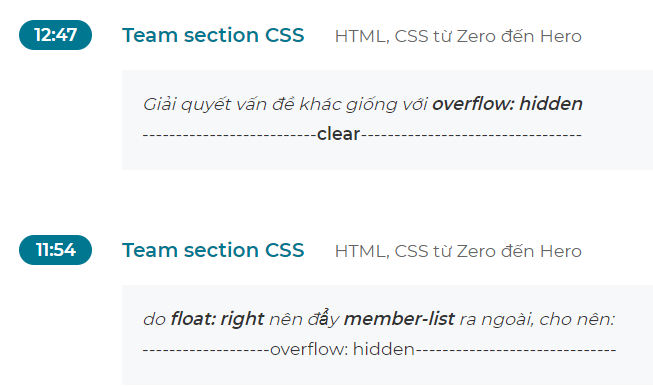 12:47 Team section CSS HTML, CSS từ Zero đến Hero
Giải quyết vấn đề khác giống với overflow: hidden
--------------------------clear---------------------------------
11:54 Team section CSS HTML, CSS từ Zero đến Hero
do float: right nên đẩy member-list ra ngoài, cho nên:
-------------------overflow: hidden------------------------------